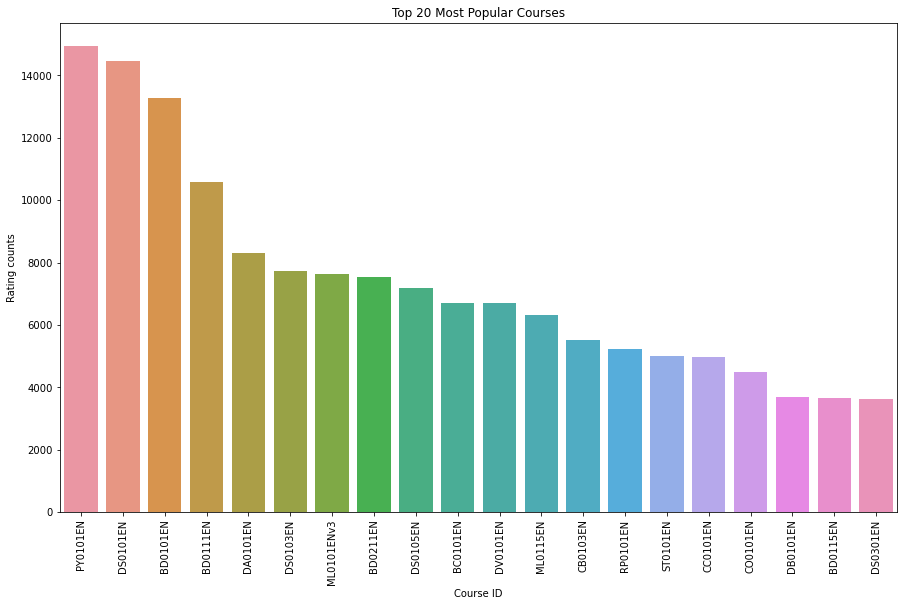 Top 20 Most Popular Courses
14000
12000
10000
8000
6000
4000
2000
0
Rating counts
PY0101EN
DS0101EN
BD0101EN
BD0111EN
DA0101EN
DS0103EN
ML0101ENv3
BD0211EN
DS0105EN
BC0101EN
DV0101EN
ML0115EN
CB0103EN
RP0101EN
ST0101EN
CC0101EN
CO0101EN
DB0101EN
BD0115EN
DS0301EN
Course ID